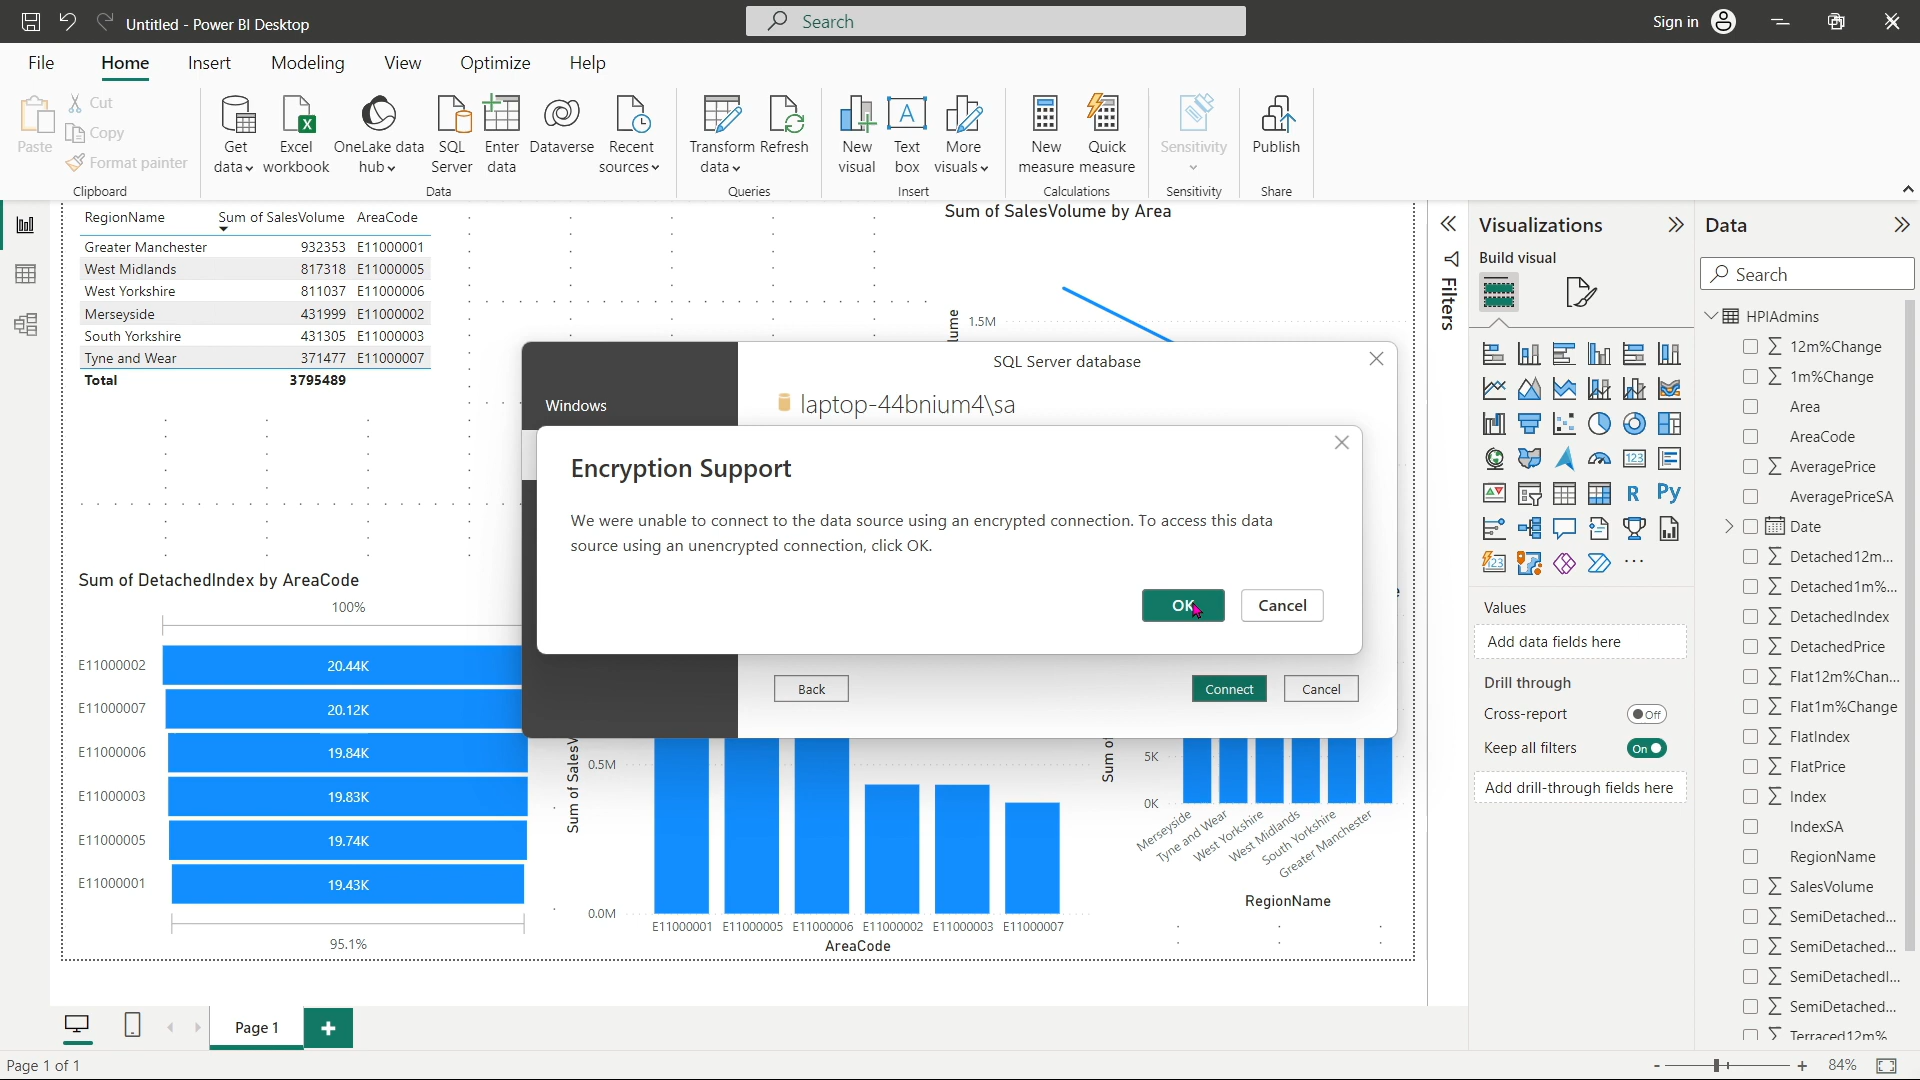 Untitled - Power BI Desktop
Search
Sign in
File
Home
Insert
Modeling
View
Optimize
Help
Paste
Cut
Copy
Format painter
Clipboard
Get data
Excel workbook
OneLake data hub
SQL Server
Enter data
Dataverse
Recent sources
Data
Transform data
Refresh
Queries
New visual
Text box
More visuals
Insert
New measure
Quick measure
Calculations
Sensitivity
Sensitivity
Publish
Share
RegionName Sum of SalesVolume AreaCode
Greater Manchester 932353 E11000001
West Midlands 817318 E11000005
West Yorkshire 811037 E11000006
Merseyside 431999 E11000002
South Yorkshire 431305 E11000003
Tyne and Wear 371477 E11000007
Total 3795489
Sum of SalesVolume by Area
1.5M
lume
SQL Server database
Windows
laptop-44bnium4\sa
Encryption Support
We were unable to connect to the data source using an encrypted connection. To access this data
source using an unencrypted connection, click OK.
OK
Cancel
Back
Connect
Cancel
Sum of DetachedIndex by AreaCode
100%
E11000002 20.44K
E11000007 20.12K
E11000006 19.84K
E11000003 19.83K
E11000005 19.74K
E11000001 19.43K
95.1%
Sum of SalesV
0.5M
0.0M
E11000001 E11000005 E11000006 E11000002 E11000003 E11000007
AreaCode
Sum of
5K
0K
Merseyside
Tyne and Wear
West Yorkshire
West Midlands
South Yorkshire
Greater Manchester
RegionName
Filters
Visualizations
Build visual
123
R
Py
123
Values
Add data fields here
Drill through
Cross-report
Off
Keep all filters
On
Add drill-through fields here
Data
Search
HPIAdmins
12m%Change
1m%Change
Area
AreaCode
AveragePrice
AveragePriceSA
Date
Detached12m...
Detached1m%...
DetachedIndex
DetachedPrice
Flat12m%Chan...
Flat1m%Change
FlatIndex
FlatPrice
Index
IndexSA
RegionName
SalesVolume
SemiDetached...
SemiDetached...
SemiDetachedI...
SemiDetached...
Terraced12m%
Page 1
Page 1 of 1
84%